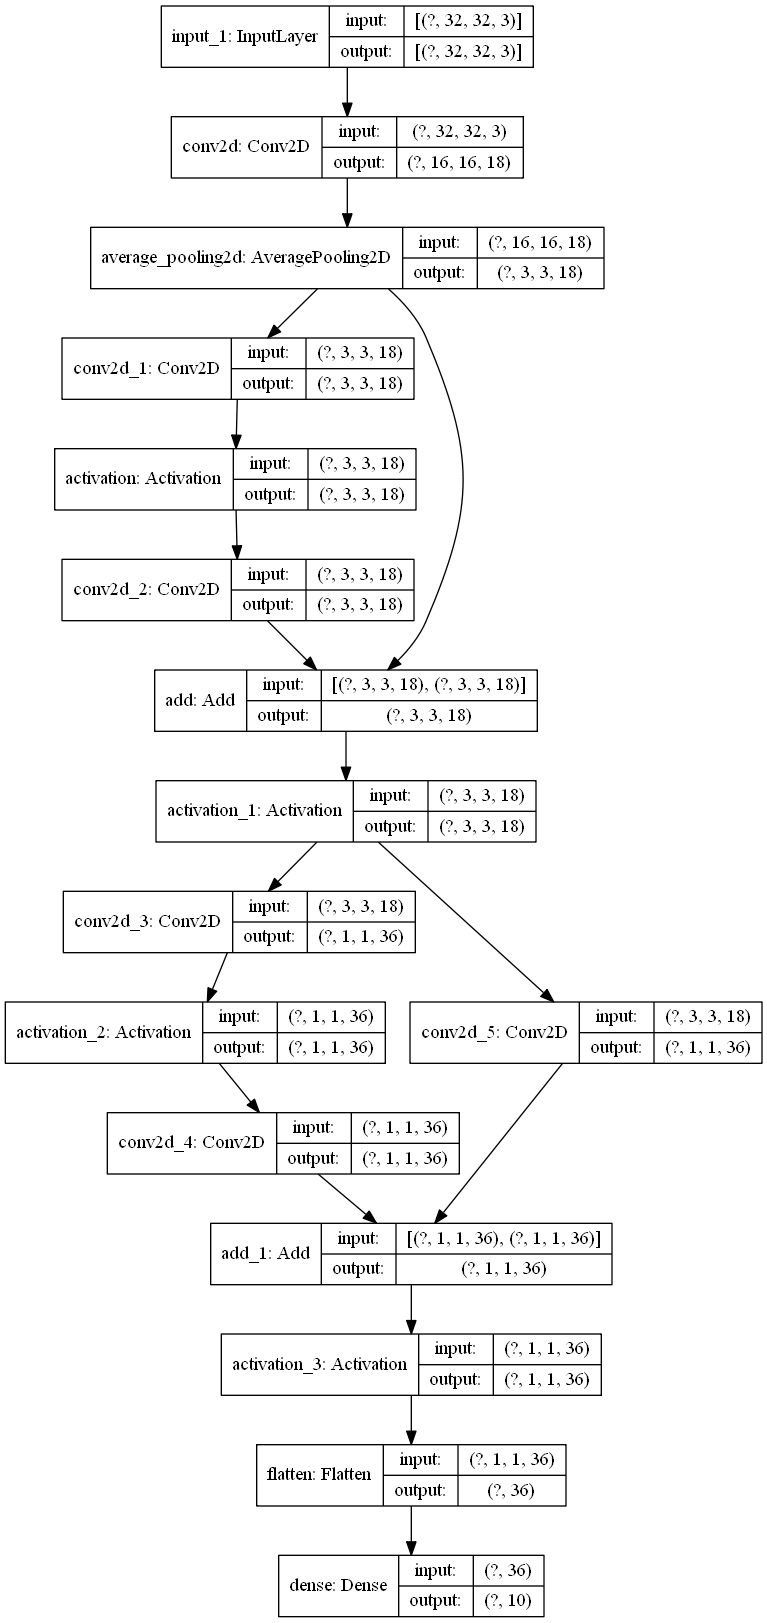 input_1: InputLayer
input: [(?, 32, 32, 3)]
output: [(?, 32, 32, 3)]
conv2d: Conv2D
input: (?, 32, 32, 3)
output: (?, 16, 16, 18)
average_pooling2d: AveragePooling2D
input: (?, 16, 16, 18)
output: (?, 3, 3, 18)
conv2d_1: Conv2D
input: (?, 3, 3, 18)
output: (?, 3, 3, 18)
activation: Activation
input: (?, 3, 3, 18)
output: (?, 3, 3, 18)
conv2d_2: Conv2D
input: (?, 3, 3, 18)
output: (?, 3, 3, 18)
add: Add
input: [(?, 3, 3, 18), (?, 3, 3, 18)]
output: (?, 3, 3, 18)
activation_1: Activation
input: (?, 3, 3, 18)
output: (?, 3, 3, 18)
conv2d_3: Conv2D
input: (?, 3, 3, 18)
output: (?, 1, 1, 36)
activation_2: Activation
input: (?, 1, 1, 36)
output: (?, 1, 1, 36)
conv2d_5: Conv2D
input: (?, 3, 3, 18)
output: (?, 1, 1, 36)
conv2d_4: Conv2D
input: (?, 1, 1, 36)
output: (?, 1, 1, 36)
add_1: Add
input: [(?, 1, 1, 36), (?, 1, 1, 36)]
output: (?, 1, 1, 36)
activation_3: Activation
input: (?, 1, 1, 36)
output: (?, 1, 1, 36)
flatten: Flatten
input: (?, 1, 1, 36)
output: (?, 36)
dense: Dense
input: (?, 36)
output: (?, 10)